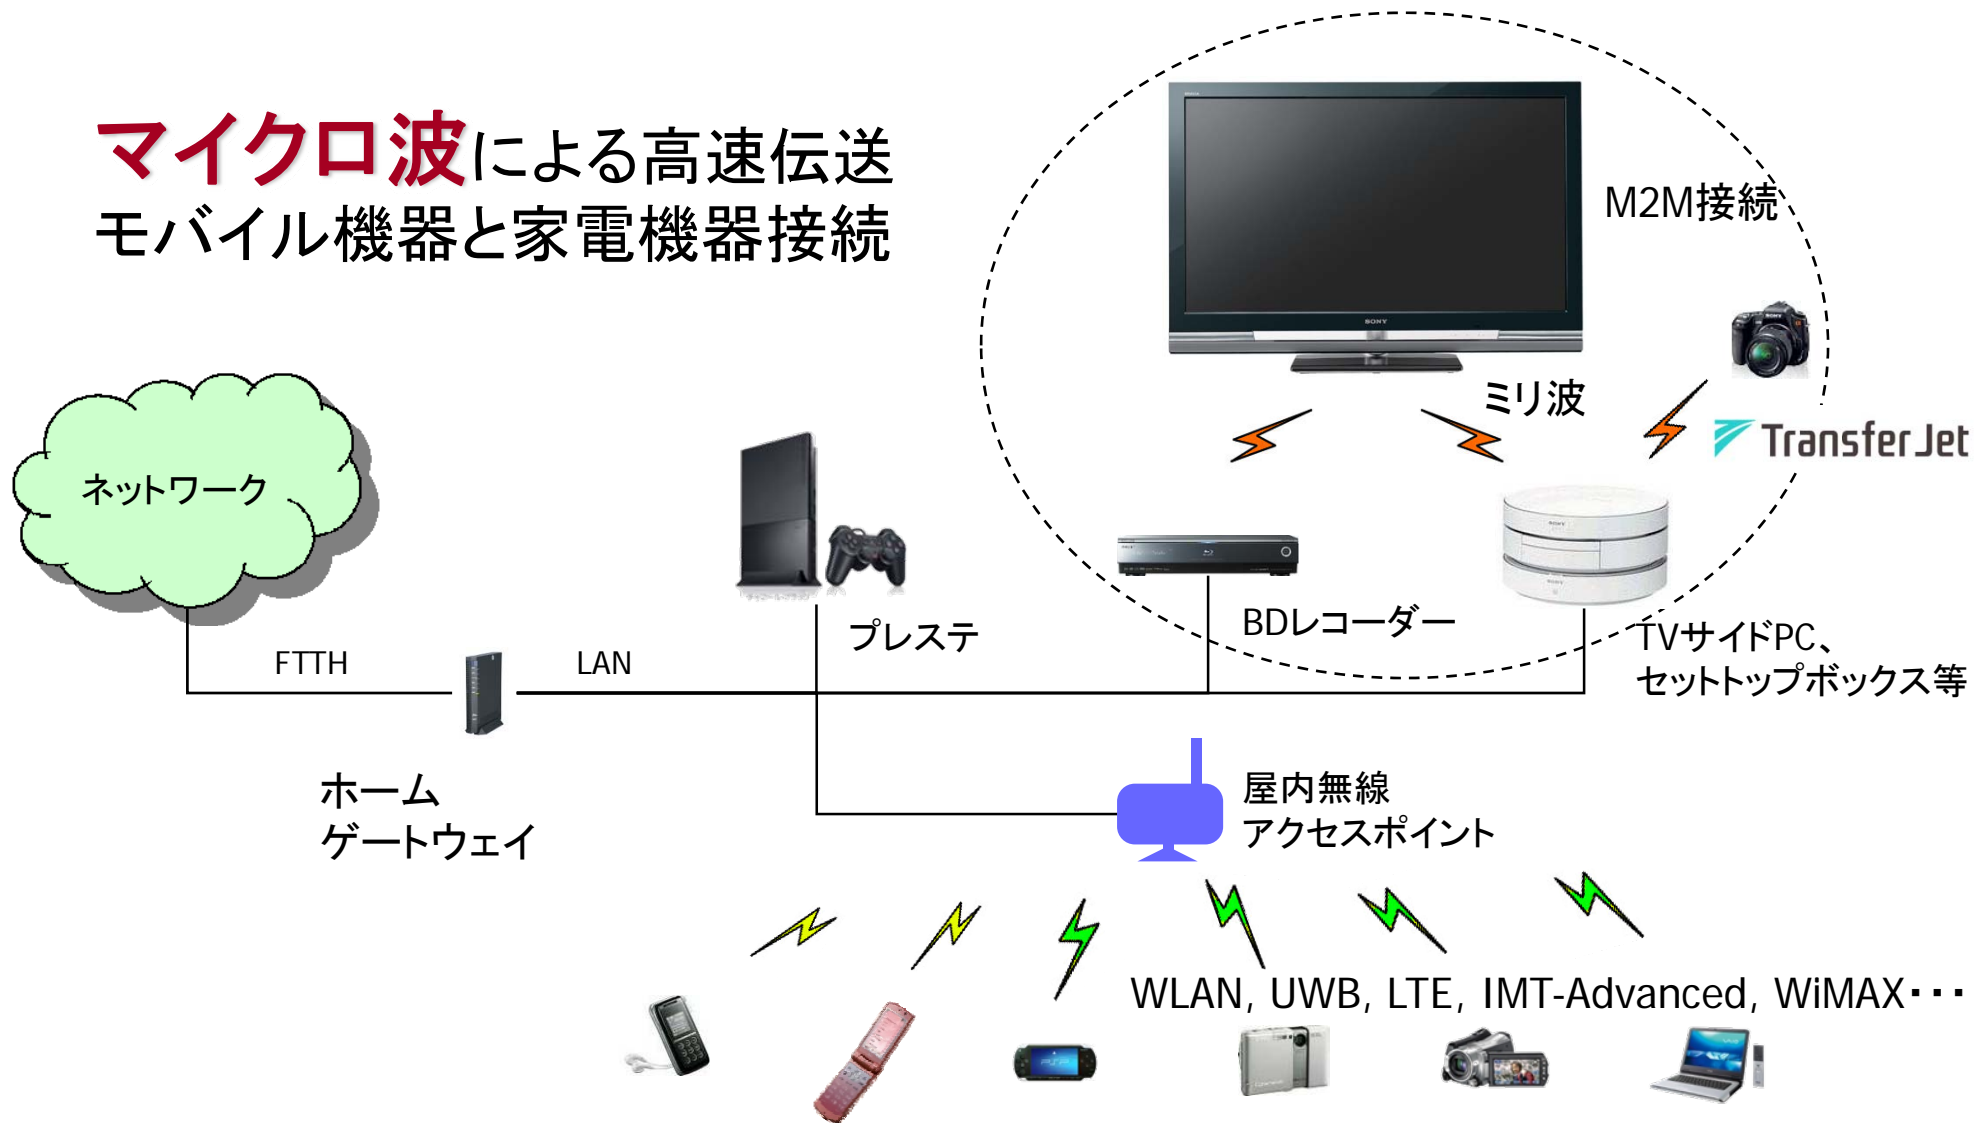 マイクロ波による高速伝送
モバイル機器と家電機器接続
M2M接続
SONY
ミリ波
TransferJet
ネットワーク
プレステ
BDレコーダー
TVサイドPC、
セットトップボックス等
FTTH
LAN
ホーム
ゲートウェイ
屋内無線
アクセスポイント
WLAN, UWB, LTE, IMT-Advanced, WiMAX・・・